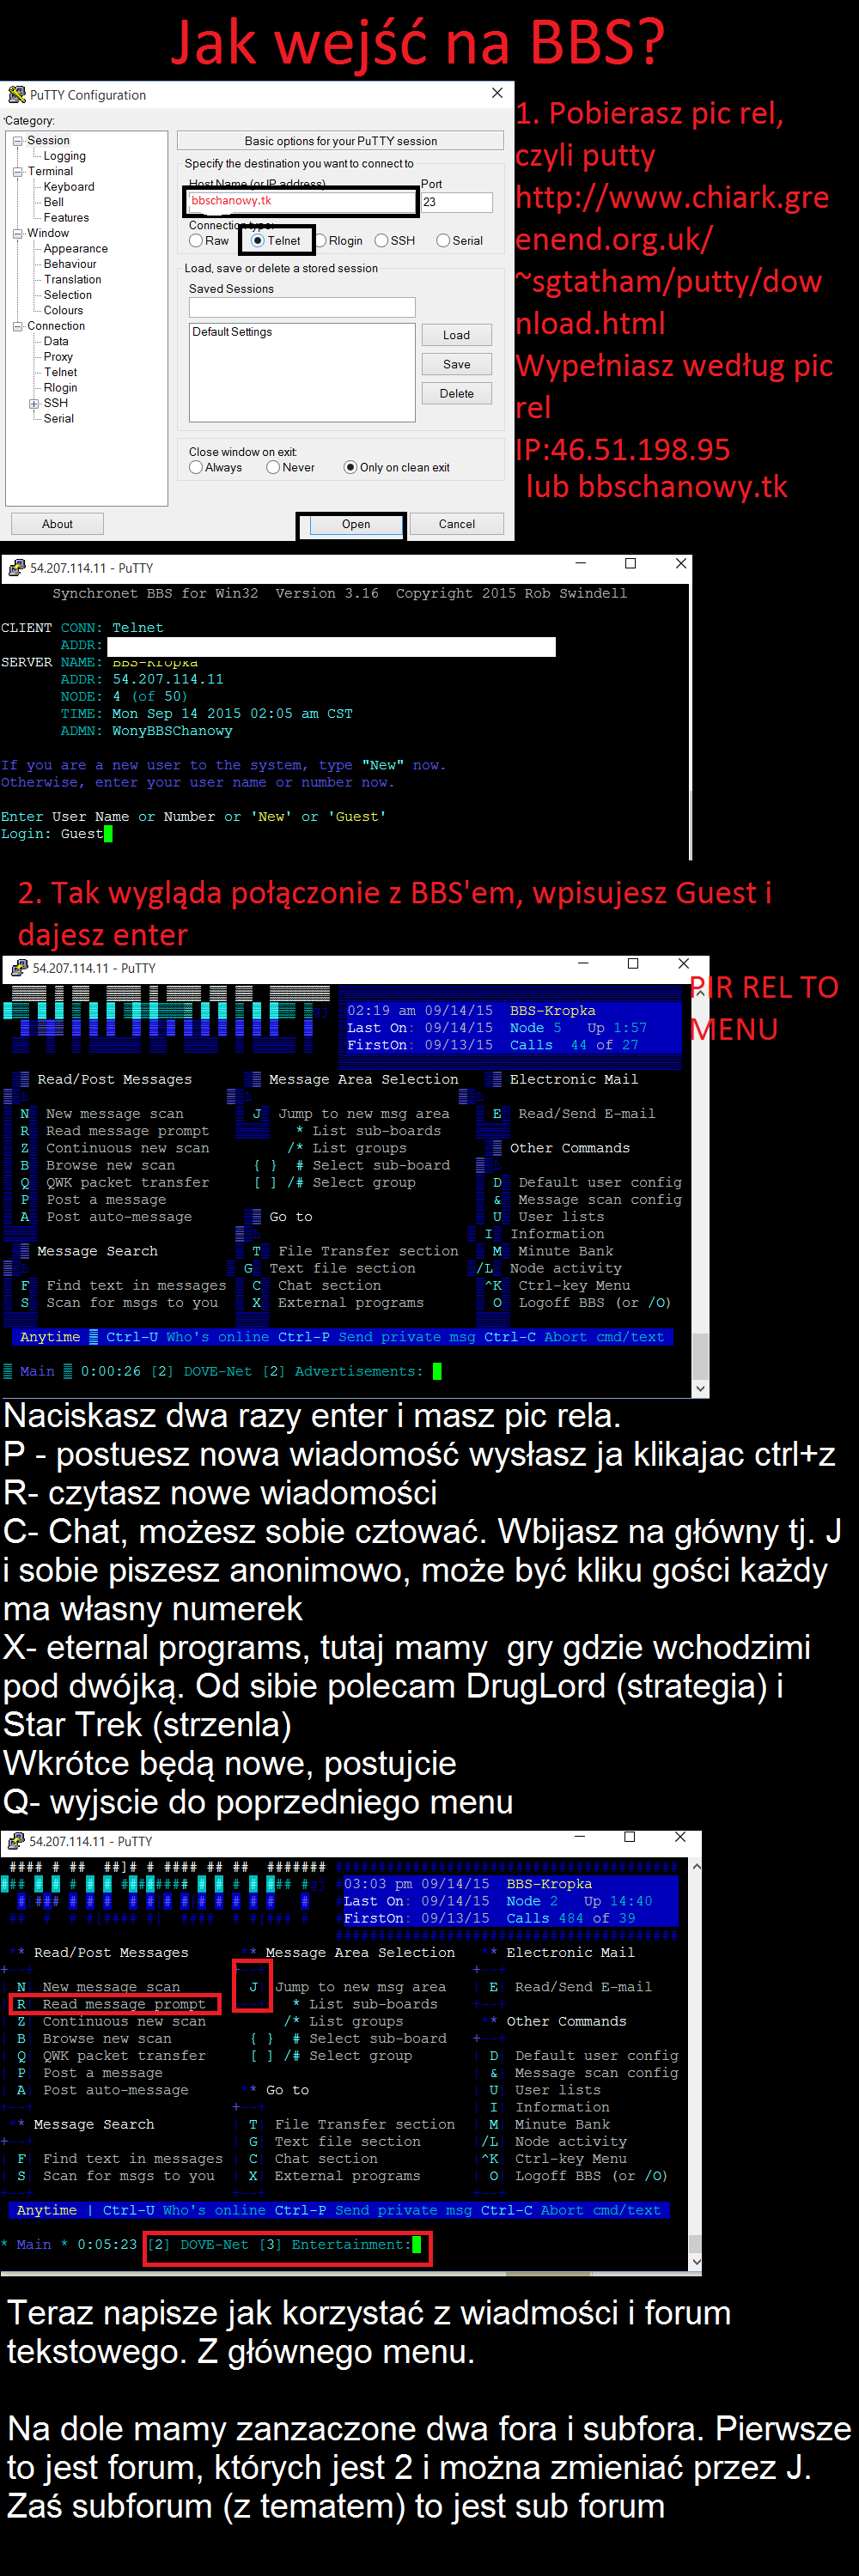 Jak wejść na BBS?
PuTTY Configuration
Category:
Session
Logging
Terminal
Keyboard
Bell
Features
Window
Appearance
Behaviour
Translation
Selection
Colours
Connection
Data
Proxy
Telnet
Rlogin
SSH
Serial
Basic options for your PuTTY session
Specify the destination you want to connect to
Host Name (or IP address) Port
bbschanowy.tk 23
Connection type:
Raw Telnet Rlogin SSH Serial
Load, save or delete a stored session
Saved Sessions
Default Settings
Load
Save
Delete
Close window on exit:
Always Never Only on clean exit
About Open Cancel
1. Pobierasz pic rel,
czyli putty
http://www.chiark.gre
enend.org.uk/
~sgtatham/putty/dow
nload.html
Wypełniasz według pic
rel
IP:46.51.198.95
lub bbschanowy.tk
54.207.114.11 - PuTTY
Synchronet BBS for Win32 Version 3.16 Copyright 2015 Rob Swindell
CLIENT CONN: Telnet
ADDR:
SERVER NAME: BBS-Kropka
ADDR: 54.207.114.11
NODE: 4 (of 50)
TIME: Mon Sep 14 2015 02:05 am CST
ADMN: WonyBBSChanowy
If you are a new user to the system, type "New" now.
Otherwise, enter your user name or number now.
Enter User Name or Number or 'New' or 'Guest'
Login: Guest
2. Tak wygląda połączonie z BBS'em, wpisujesz Guest i
dajesz enter
54.207.114.11 - PuTTY
PIR REL TO
MENU
02:19 am 09/14/15 BBS-Kropka
Last On: 09/14/15 Node 5 Up 1:57
FirstOn: 09/13/15 Calls 44 of 27
Read/Post Messages Message Area Selection Electronic Mail
N New message scan J Jump to new msg area E Read/Send E-mail
R Read message prompt * List sub-boards
Z Continuous new scan /* List groups Other Commands
B Browse new scan { } # Select sub-board
Q QWK packet transfer [ ] /# Select group D Default user config
P Post a message & Message scan config
A Post auto-message Go to U User lists
I Information
Message Search T File Transfer section M Minute Bank
G Text file section /L Node activity
F Find text in messages C Chat section ^K Ctrl-key Menu
S Scan for msgs to you X External programs O Logoff BBS (or /O)
Anytime Ctrl-U Who's online Ctrl-P Send private msg Ctrl-C Abort cmd/text
Main 0:00:26 [2] DOVE-Net [2] Advertisements:
Naciskasz dwa razy enter i masz pic rela.
P - postuesz nowa wiadomość wysłasz ja klikajac ctrl+z
R- czytasz nowe wiadomości
C- Chat, możesz sobie cztować. Wbijasz na główny tj. J
i sobie piszesz anonimowo, może być kliku gości każdy
ma własny numerek
X- eternal programs, tutaj mamy gry gdzie wchodzimi
pod dwójką. Od sibie polecam DrugLord (strategia) i
Star Trek (strzenla)
Wkrótce będą nowe, postujcie
Q- wyjscie do poprzedniego menu
54.207.114.11 - PuTTY
03:03 pm 09/14/15 BBS-Kropka
Last On: 09/14/15 Node 2 Up 14:40
FirstOn: 09/13/15 Calls 484 of 39
* Read/Post Messages * Message Area Selection * Electronic Mail
N New message scan J Jump to new msg area E Read/Send E-mail
R Read message prompt * List sub-boards
Z Continuous new scan /* List groups * Other Commands
B Browse new scan { } # Select sub-board
Q QWK packet transfer [ ] /# Select group D Default user config
P Post a message & Message scan config
A Post auto-message * Go to U User lists
I Information
* Message Search T File Transfer section M Minute Bank
G Text file section /L Node activity
F Find text in messages C Chat section ^K Ctrl-key Menu
S Scan for msgs to you X External programs O Logoff BBS (or /O)
Anytime | Ctrl-U Who's online Ctrl-P Send private msg Ctrl-C Abort cmd/text
* Main * 0:05:23 [2] DOVE-Net [3] Entertainment:
Teraz napisze jak korzystać z wiadmości i forum
tekstowego. Z głównego menu.
Na dole mamy zanzaczone dwa fora i subfora. Pierwsze
to jest forum, których jest 2 i można zmieniać przez J.
Zaś subforum (z tematem) to jest sub forum